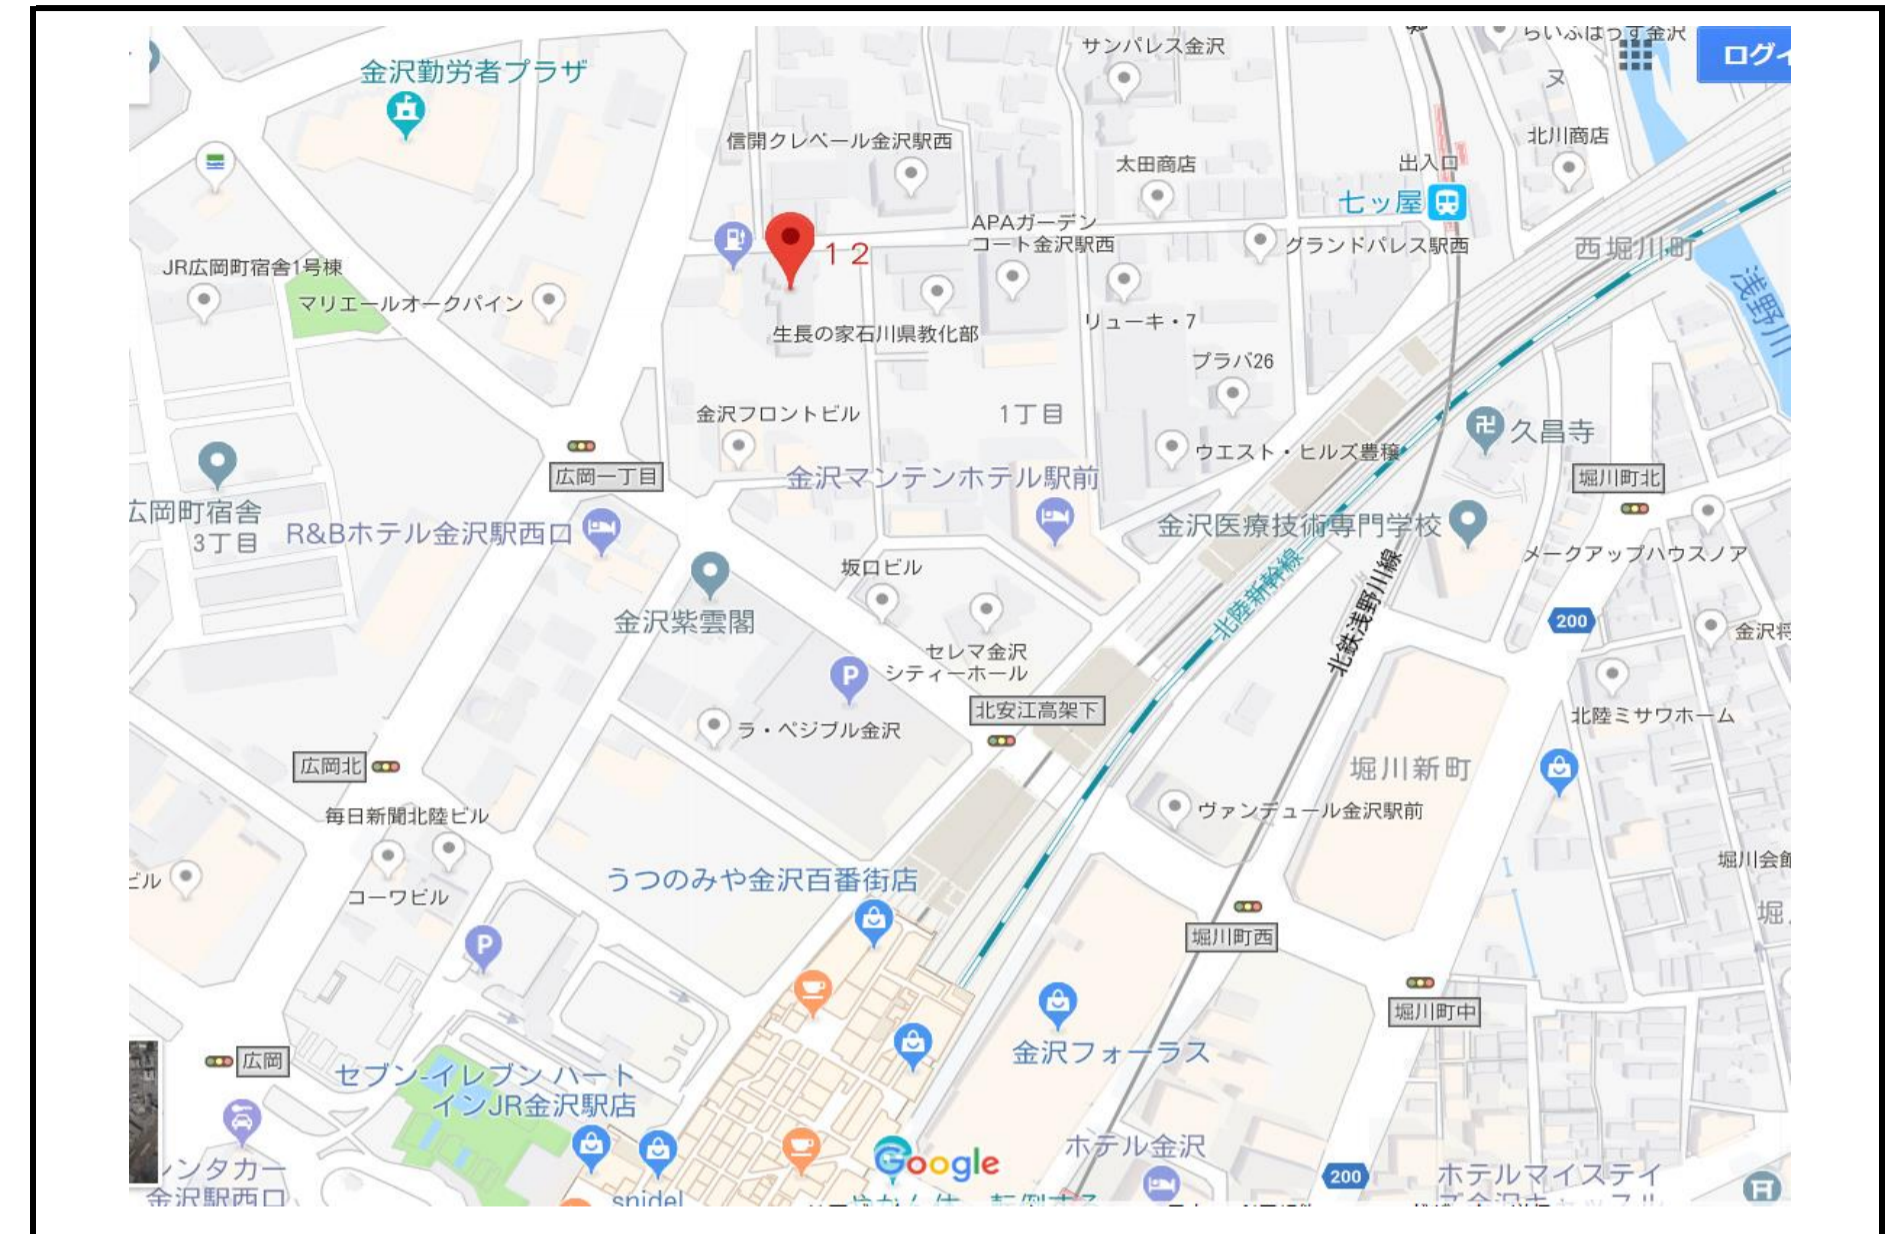 サンパレス金沢
らいふはうす金沢
ログイ
金沢勤労者プラザ
ヌ
信開クレベール金沢駅西
太田商店
出入口
北川商店
七ッ屋
APAガーデン
コート金沢駅西
グランドパレス駅西
西堀川町
12
JR広岡町宿舎1号棟
マリエールオークパイン
浅野川
生長の家石川県教化部
リューキ・7
プラバ26
金沢フロントビル
1丁目
ウエスト・ヒルズ豊穣
卍
久昌寺
広岡一丁目
金沢マンテンホテル駅前
堀川町北
広岡町宿舎
3丁目
R&Bホテル金沢駅西口
金沢医療技術専門学校
メークアップハウスノア
坂口ビル
北陸新幹線
北鉄浅野川線
金沢紫雲閣
200
金沢将
セレマ金沢
シティーホール
P
北安江高架下
ラ・ペジブル金沢
北陸ミサワホーム
広岡北
堀川新町
毎日新聞北陸ビル
ヴァンデュール金沢駅前
ビル
コーワビル
うつのみや金沢百番街店
堀川会館
堀
P
堀川町西
堀川町中
広岡
金沢フォーラス
セブン-イレブン ハート
インJR金沢駅店
ンタカー
金沢駅西口
snidel
Google
ホテル金沢
200
ホテルマイステイ